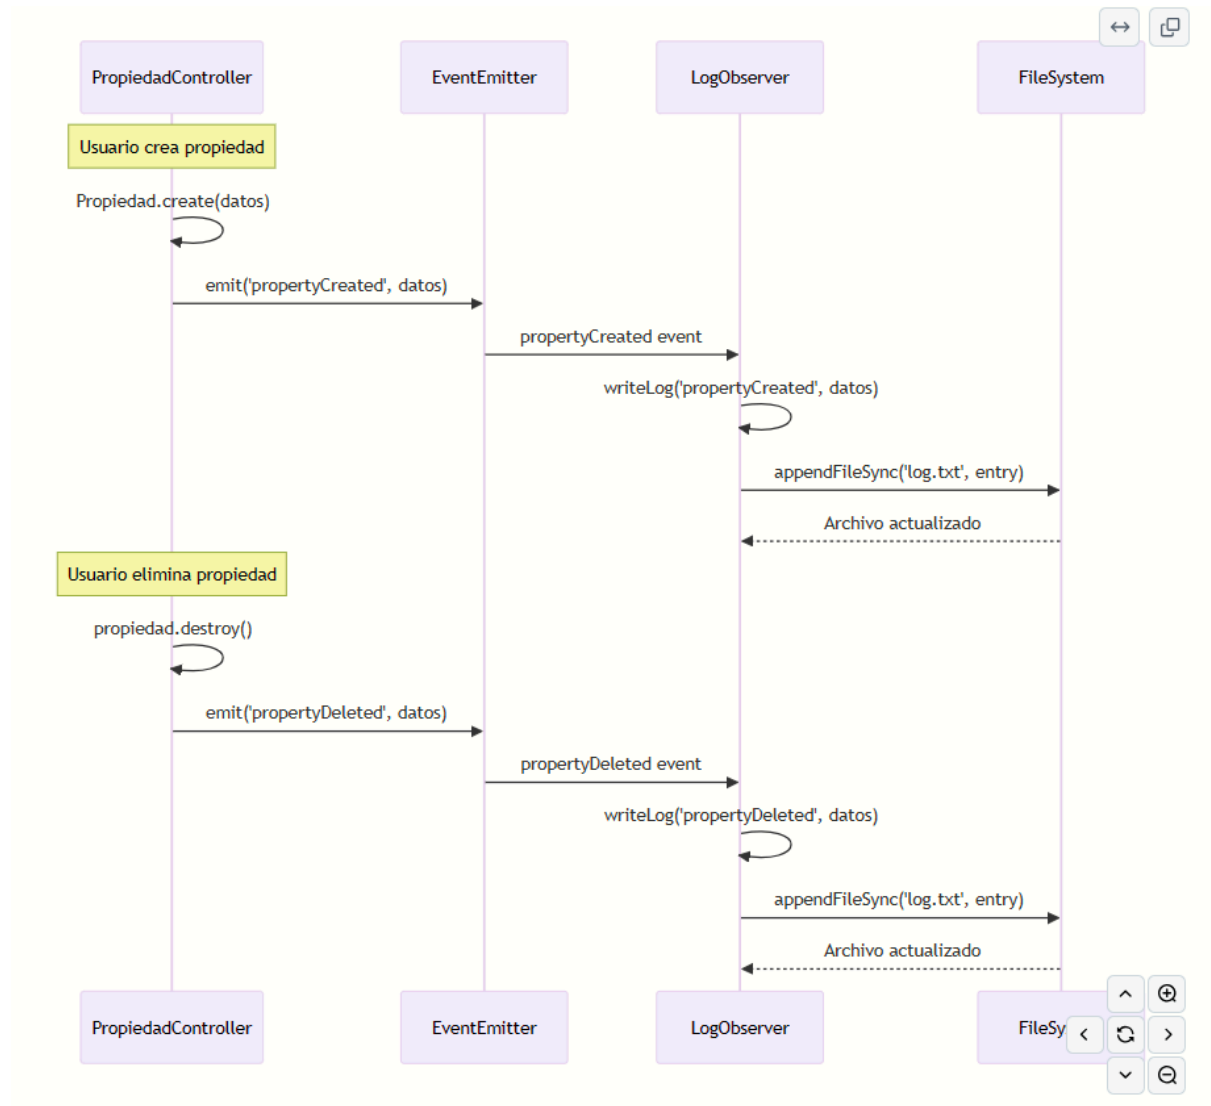 PropiedadController
EventEmitter
LogObserver
FileSystem
Usuario crea propiedad
Propiedad.create(datos)
emit('propertyCreated', datos)
propertyCreated event
writeLog('propertyCreated', datos)
appendFileSync('log.txt', entry)
Archivo actualizado
Usuario elimina propiedad
propiedad.destroy()
emit('propertyDeleted', datos)
propertyDeleted event
writeLog('propertyDeleted', datos)
appendFileSync('log.txt', entry)
Archivo actualizado
PropiedadController
EventEmitter
LogObserver
FileSy